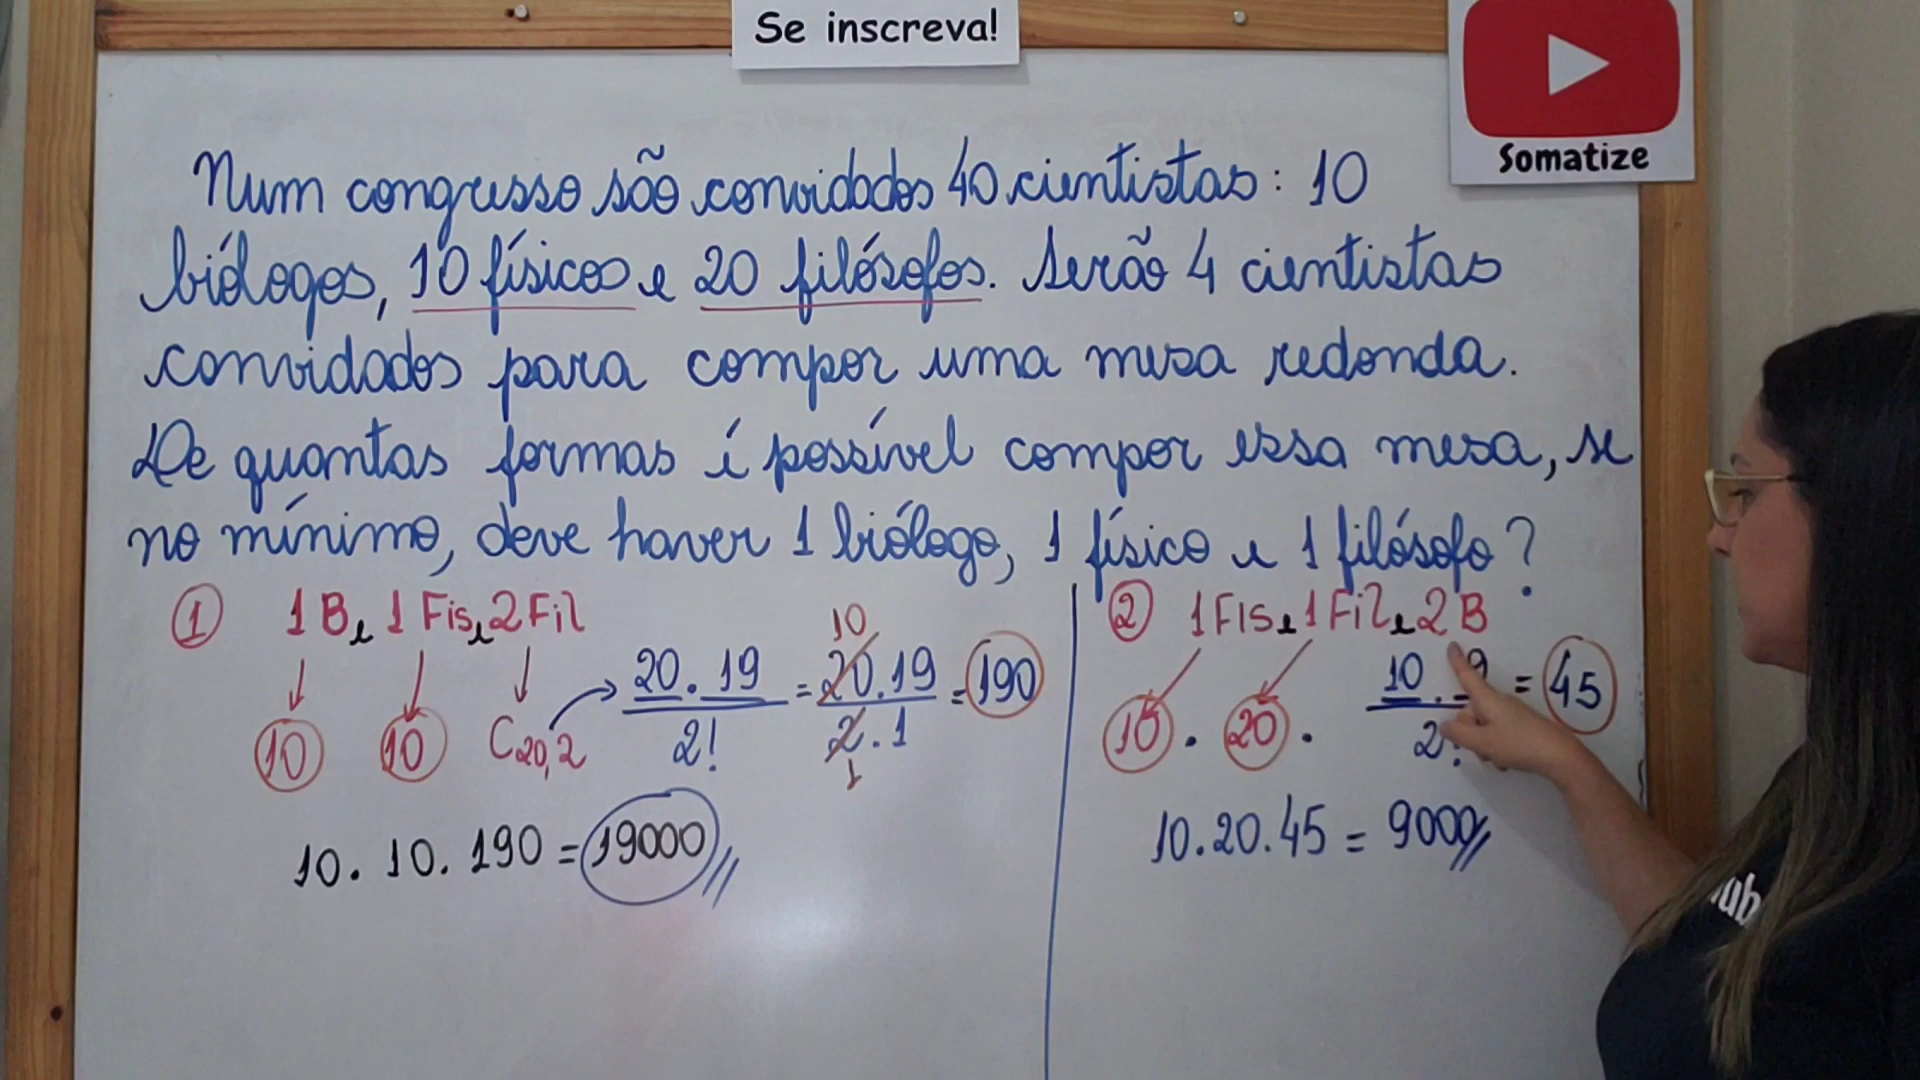 Se inscreva!
Somatize
Num congresso são convidados 40 cientistas: 10
biólogos, 10 físicos e 20 filósofos. Serão 4 cientistas
convidados para compor uma mesa redonda.
De quantas formas é possível compor essa mesa, se
no mínimo, deve haver 1 biólogo, 1 físico e 1 filósofo?
① 1 B e 1 Fis e 2 Fil
10 10 C20,2 20.19/2! = 20.19/2.1 = 190
10
1
10. 10. 190 = 19000
② 1 Fis e 1 Fil e 2 B
10 . 20 . 10.9/2! = 45
10.20.45 = 9000